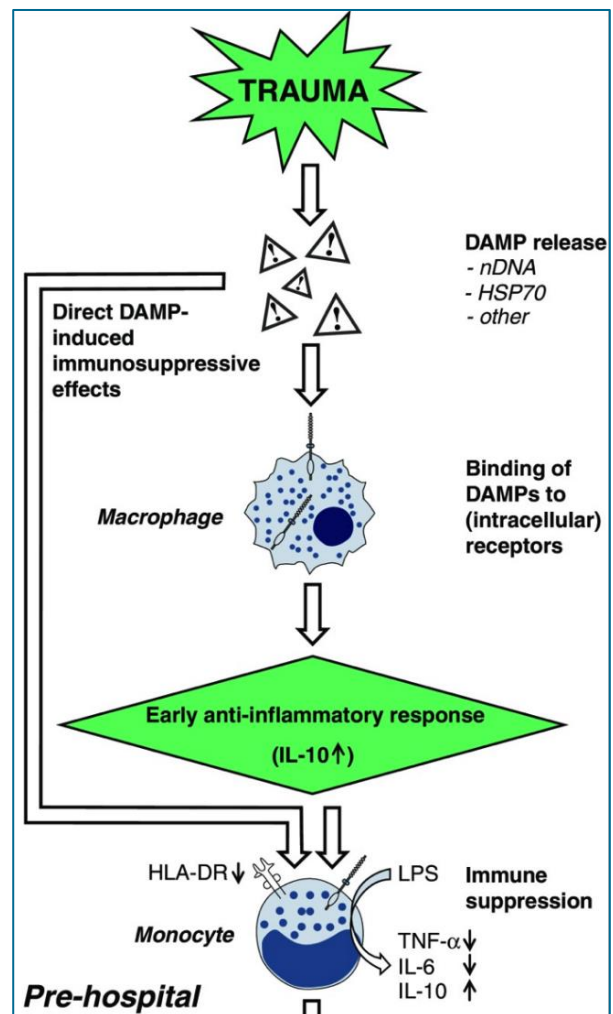 TRAUMA
DAMP release
- nDNA
- HSP70
- other
Direct DAMP-
induced
immunosuppressive
effects
Macrophage
Binding of
DAMPs to
(intracellular)
receptors
Early anti-inflammatory response
(IL-10↑)
HLA-DR↓
LPS
Immune
suppression
Monocyte
TNF-α↓
IL-6 ↓
IL-10 ↑
Pre-hospital